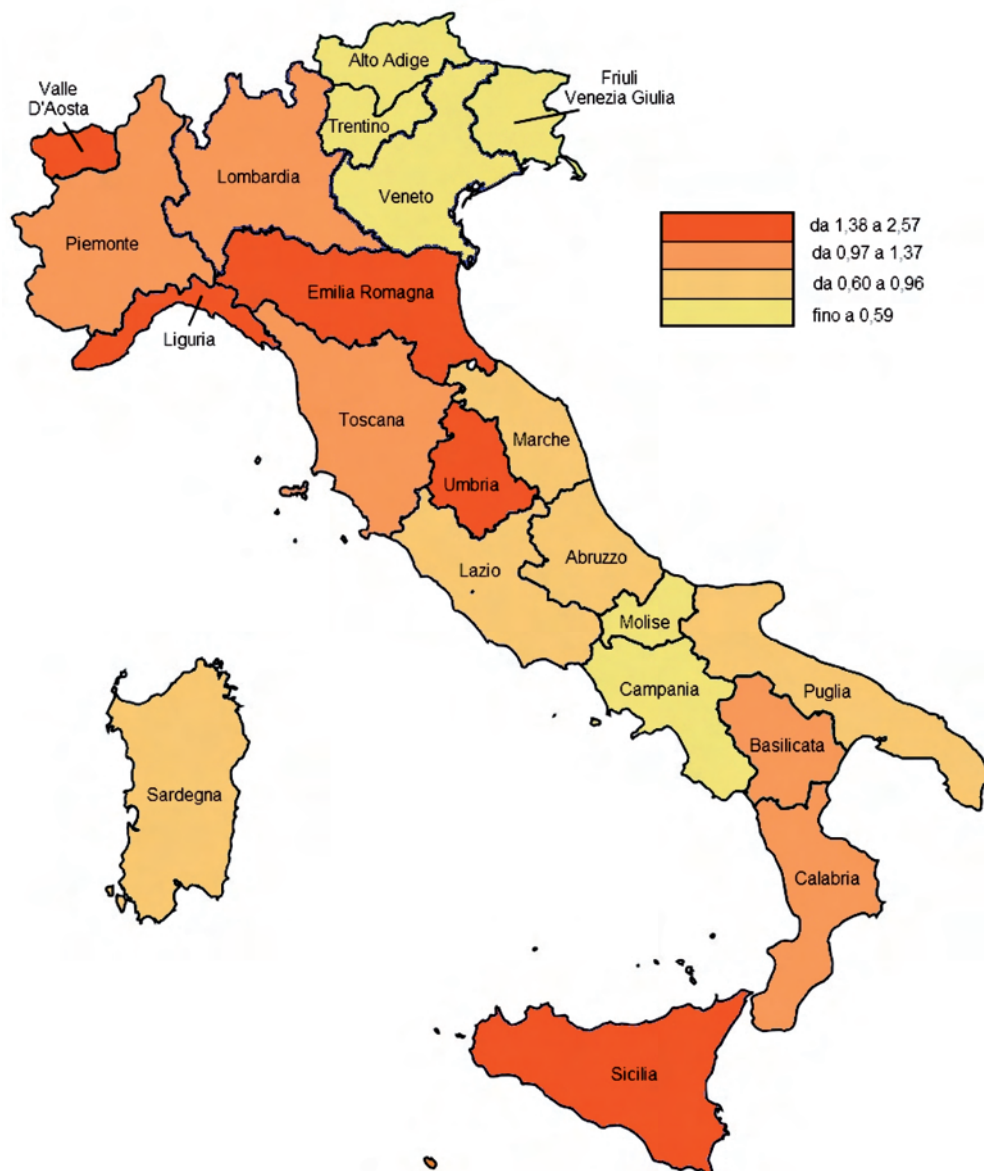 Alto Adige
Friuli
Venezia Giulia
Valle
D'Aosta
Trentino
Lombardia
Veneto
Piemonte
da 1,38 a 2,57
da 0,97 a 1,37
da 0,60 a 0,96
fino a 0,59
Emilia Romagna
Liguria
Toscana
Marche
Umbria
Abruzzo
Lazio
Molise
Campania
Puglia
Basilicata
Sardegna
Calabria
Sicilia